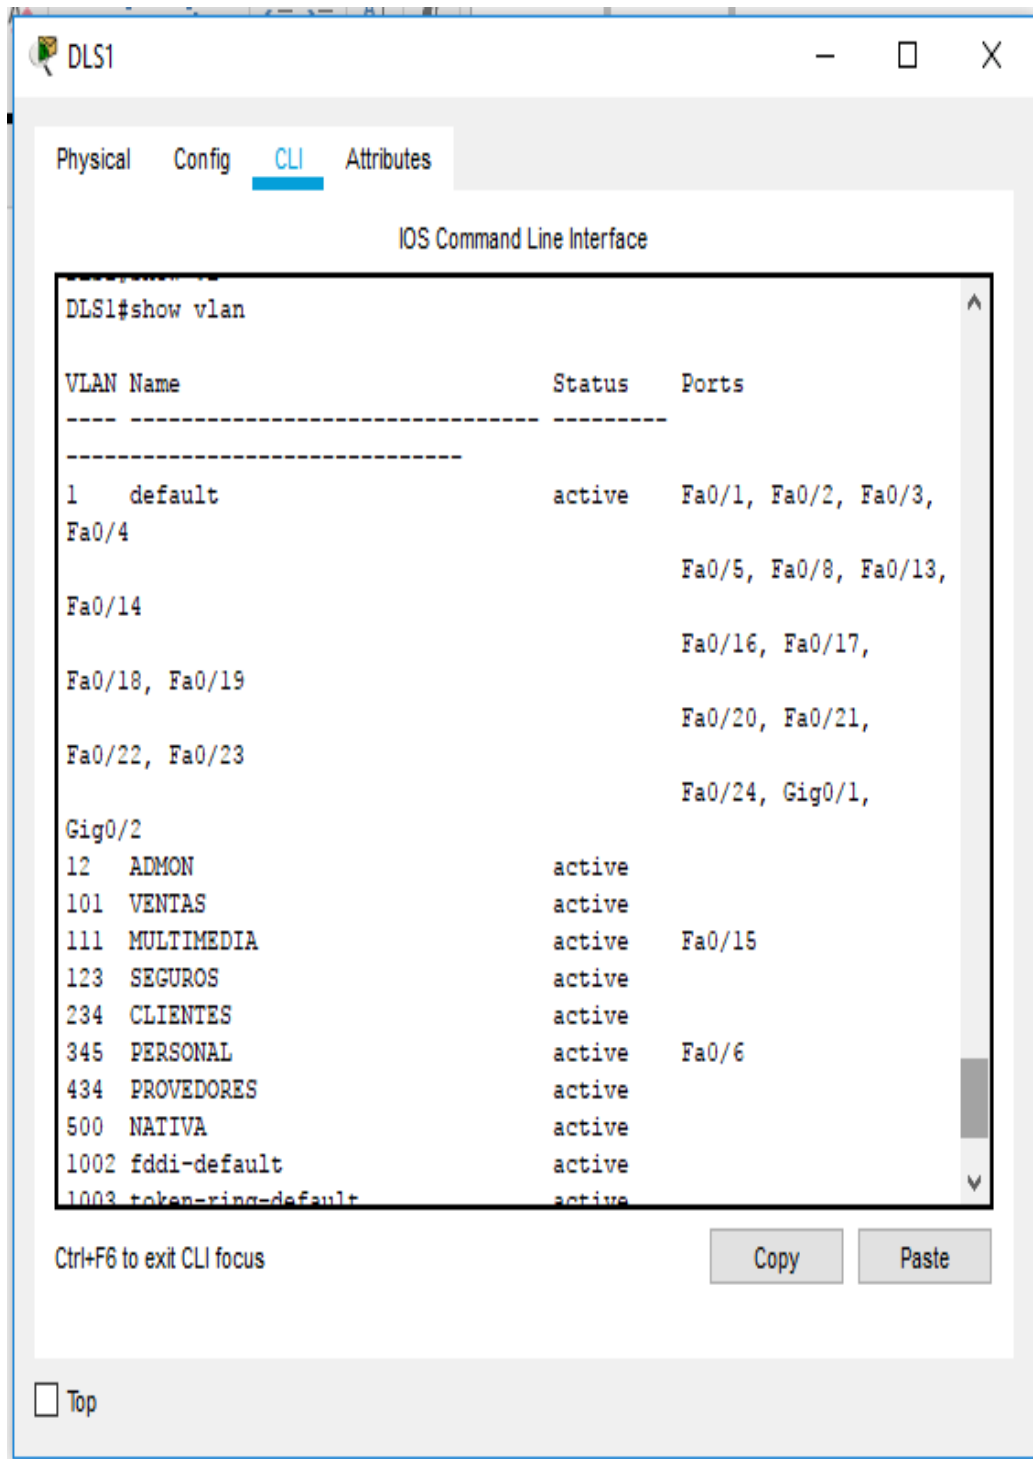 DLS1
Physical Config CLI Attributes
IOS Command Line Interface
DLS1#show vlan
VLAN Name                             Status    Ports
---- -------------------------------- ---------
-------------------------------
1    default                          active    Fa0/1, Fa0/2, Fa0/3,
Fa0/4
                                                Fa0/5, Fa0/8, Fa0/13,
Fa0/14
                                                Fa0/16, Fa0/17,
Fa0/18, Fa0/19
                                                Fa0/20, Fa0/21,
Fa0/22, Fa0/23
                                                Fa0/24, Gig0/1,
Gig0/2
12   ADMON                            active
101  VENTAS                           active
111  MULTIMEDIA                       active    Fa0/15
123  SEGUROS                          active
234  CLIENTES                         active
345  PERSONAL                         active    Fa0/6
434  PROVEDORES                       active
500  NATIVA                           active
1002 fddi-default                     active
1003 token-ring-default               active
Ctrl+F6 to exit CLI focus
Copy Paste
Top